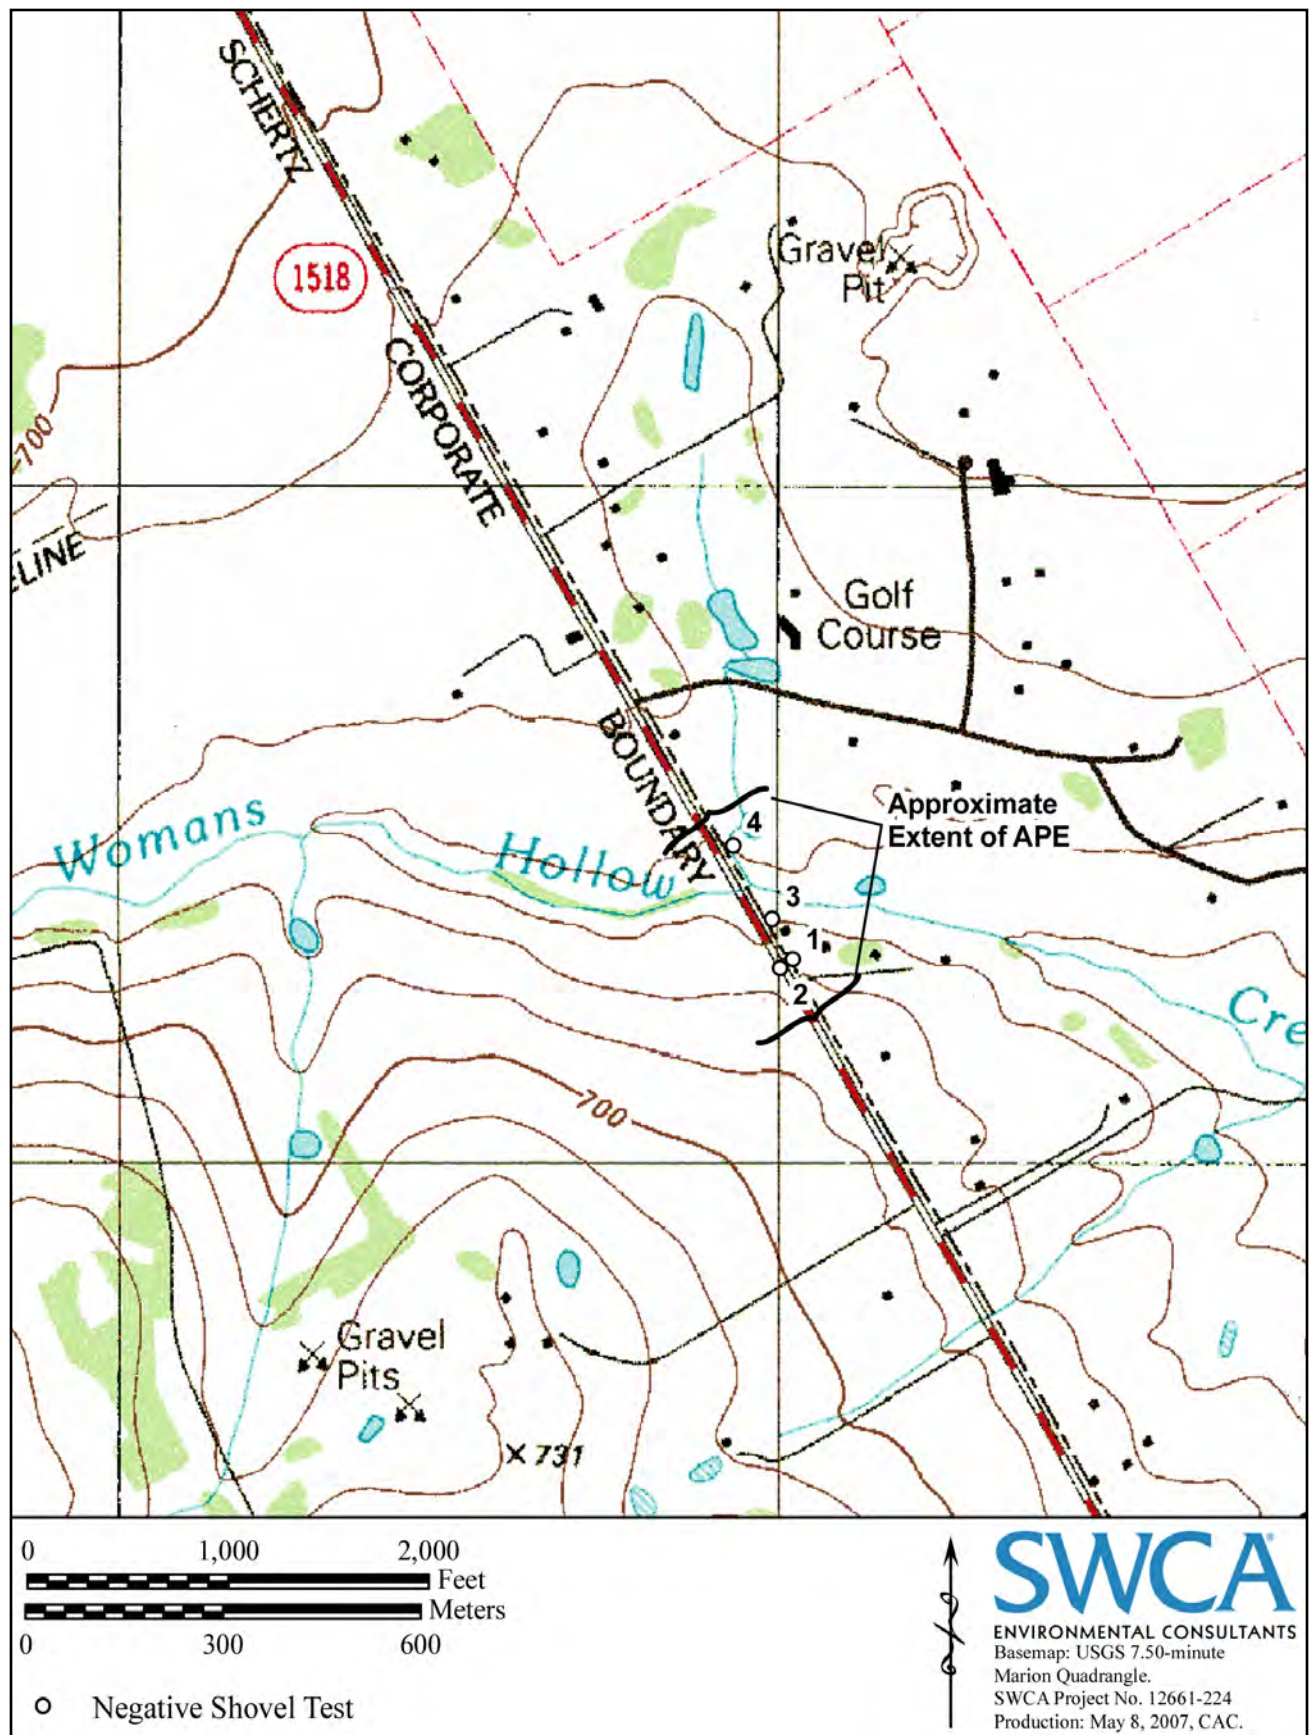 SCHERTZ
1518
Gravel
Pit
CORPORATE
700
LINE
Golf
Course
BOUNDARY
Womans
Hollow
Cre
4
Approximate
Extent of APE
3
1
2
700
Gravel
Pits
731
0 1,000 2,000
Feet
Meters
0 300 600
Negative Shovel Test
SWCA
ENVIRONMENTAL CONSULTANTS
Basemap: USGS 7.50-minute
Marion Quadrangle.
SWCA Project No. 12661-224
Production: May 8, 2007, CAC.